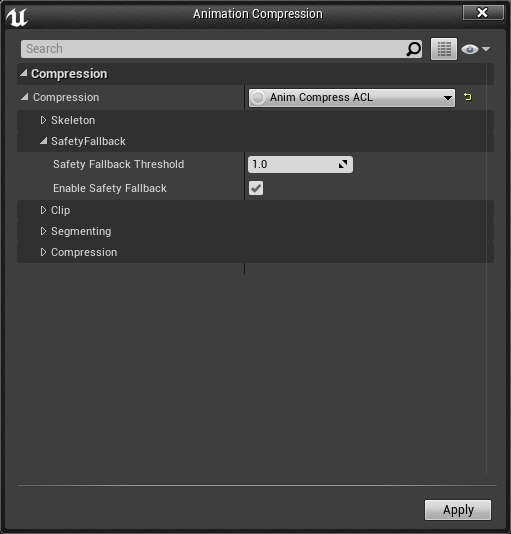 Animation Compression
Search
Compression
Compression Anim Compress ACL
Skeleton
SafetyFallback
Safety Fallback Threshold 1.0
Enable Safety Fallback
Clip
Segmenting
Compression
Apply